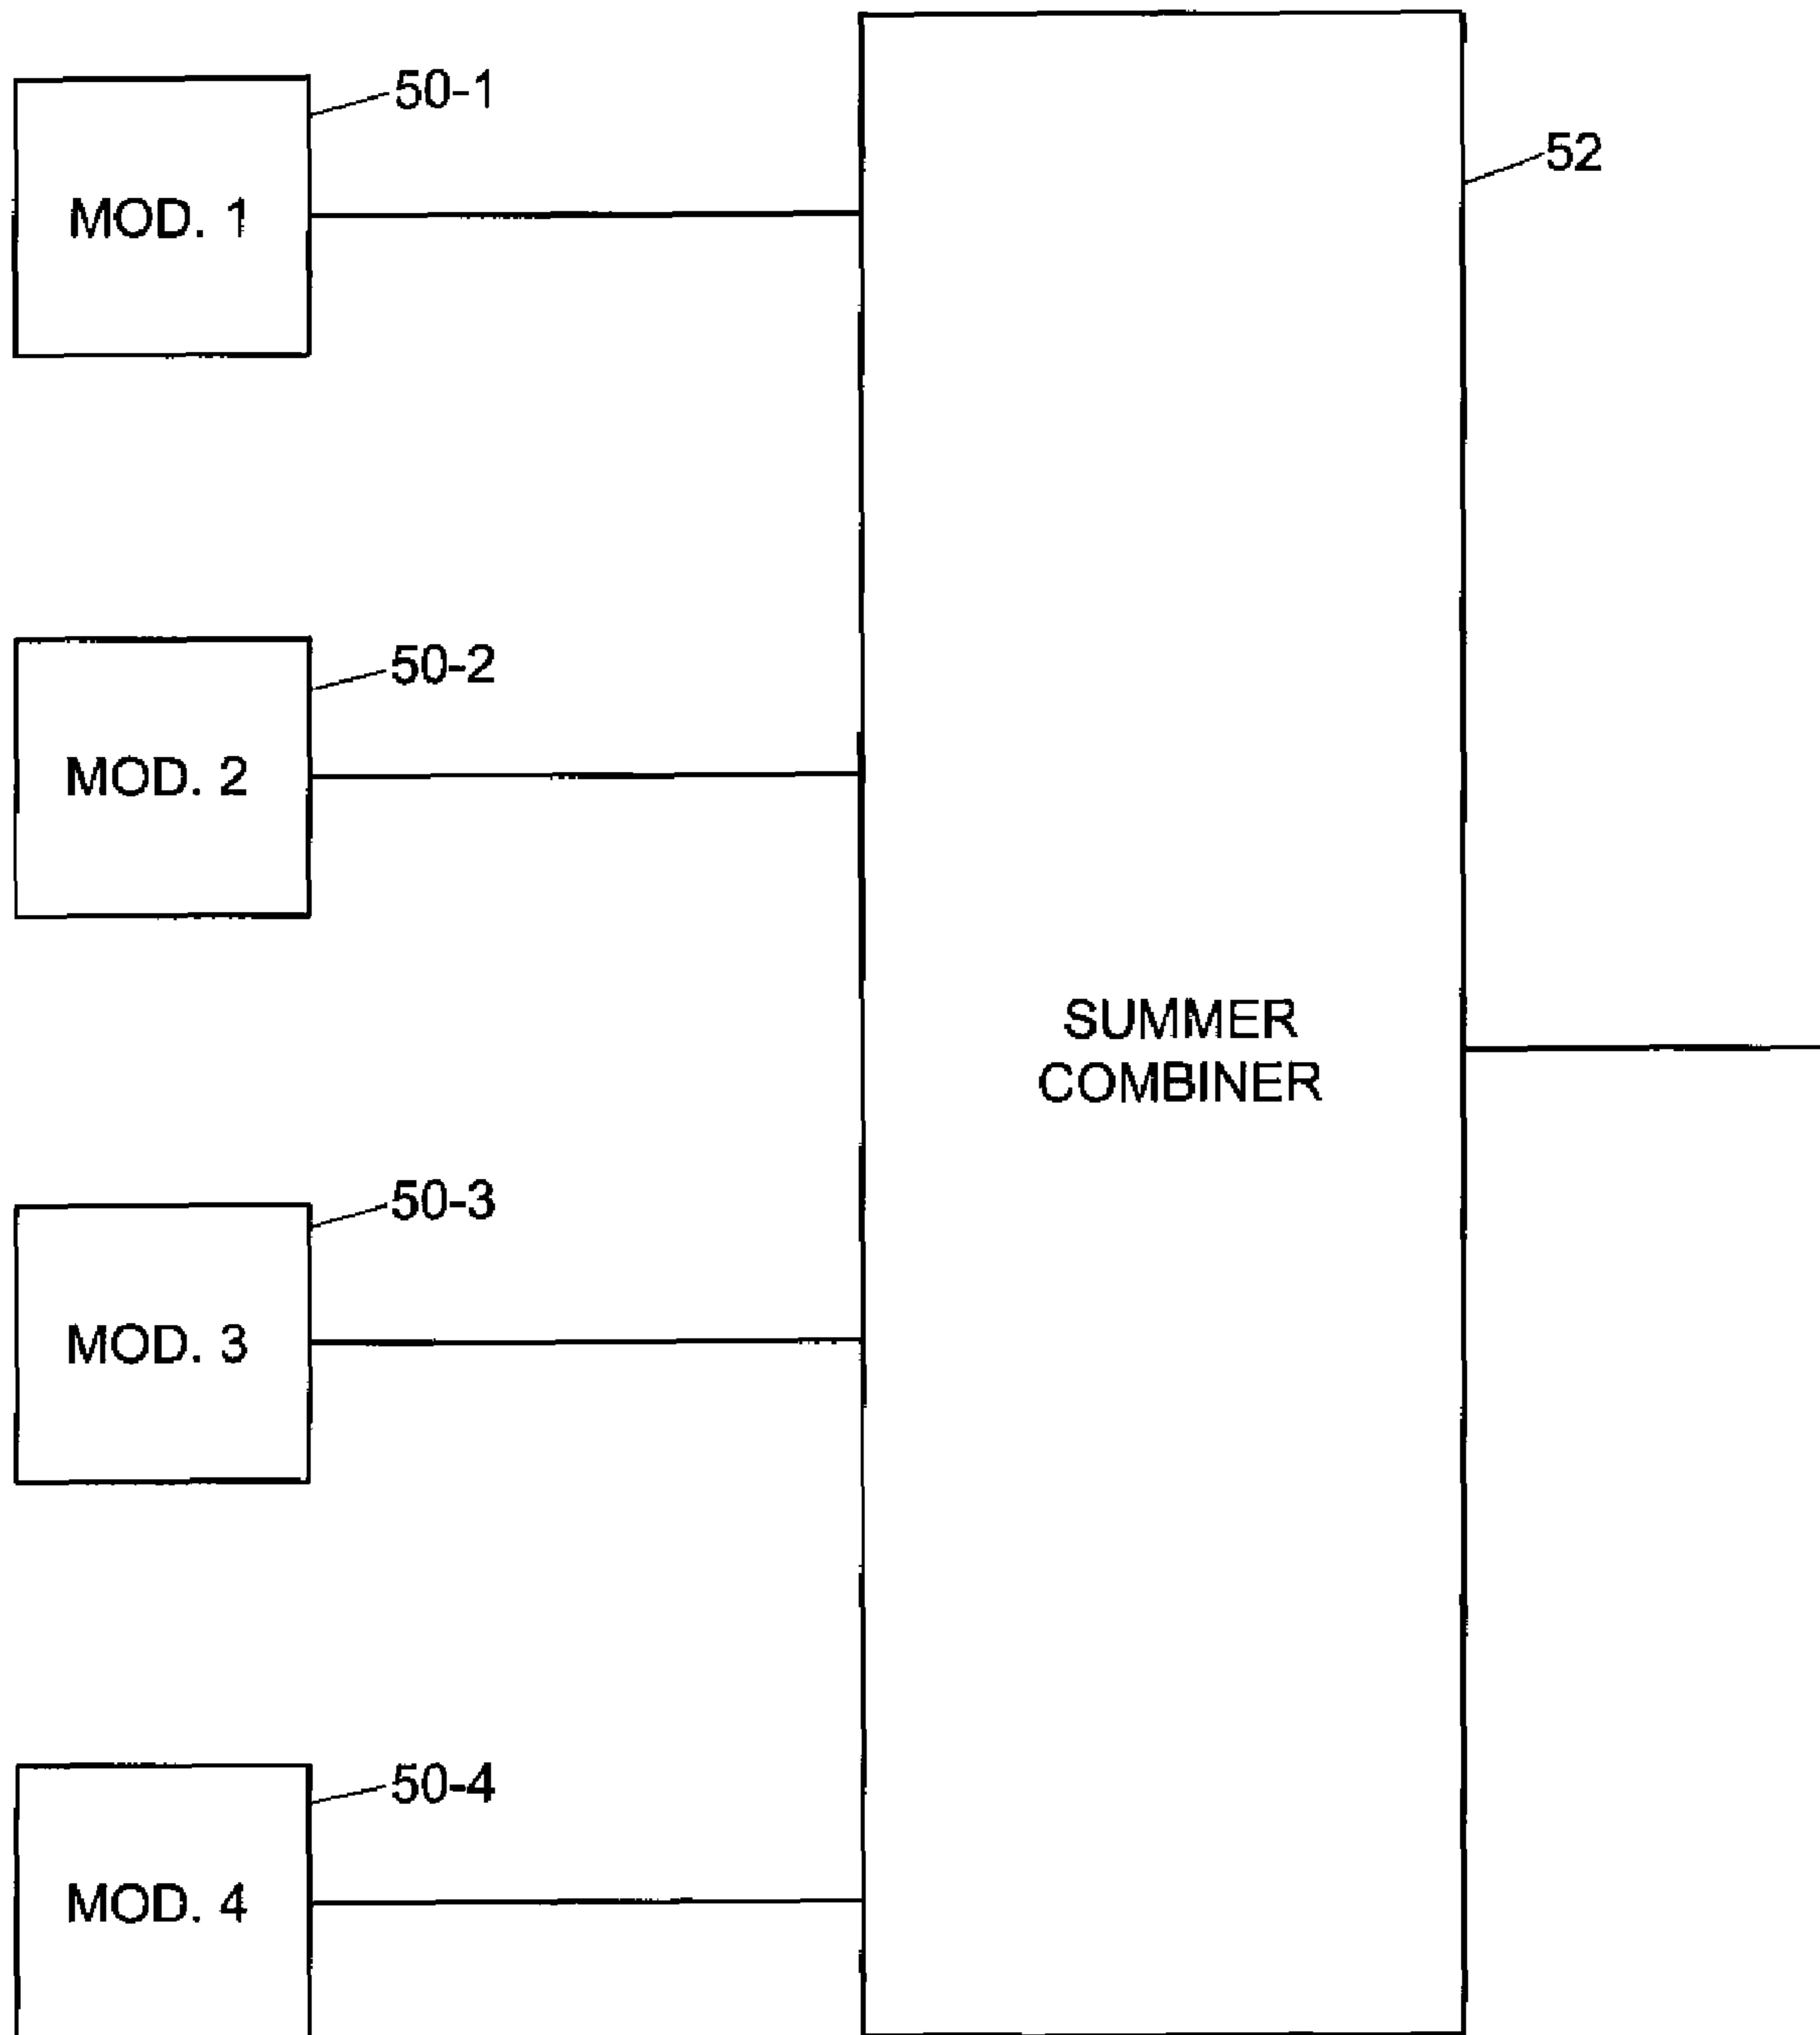 50-1
52
MOD. 1
50-2
MOD. 2
SUMMER
COMBINER
50-3
MOD. 3
50-4
MOD. 4